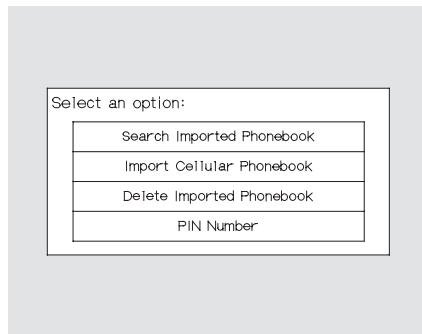 Select an option:
Search Imported Phonebook
Import Cellular Phonebook
Delete Imported Phonebook
PIN Number